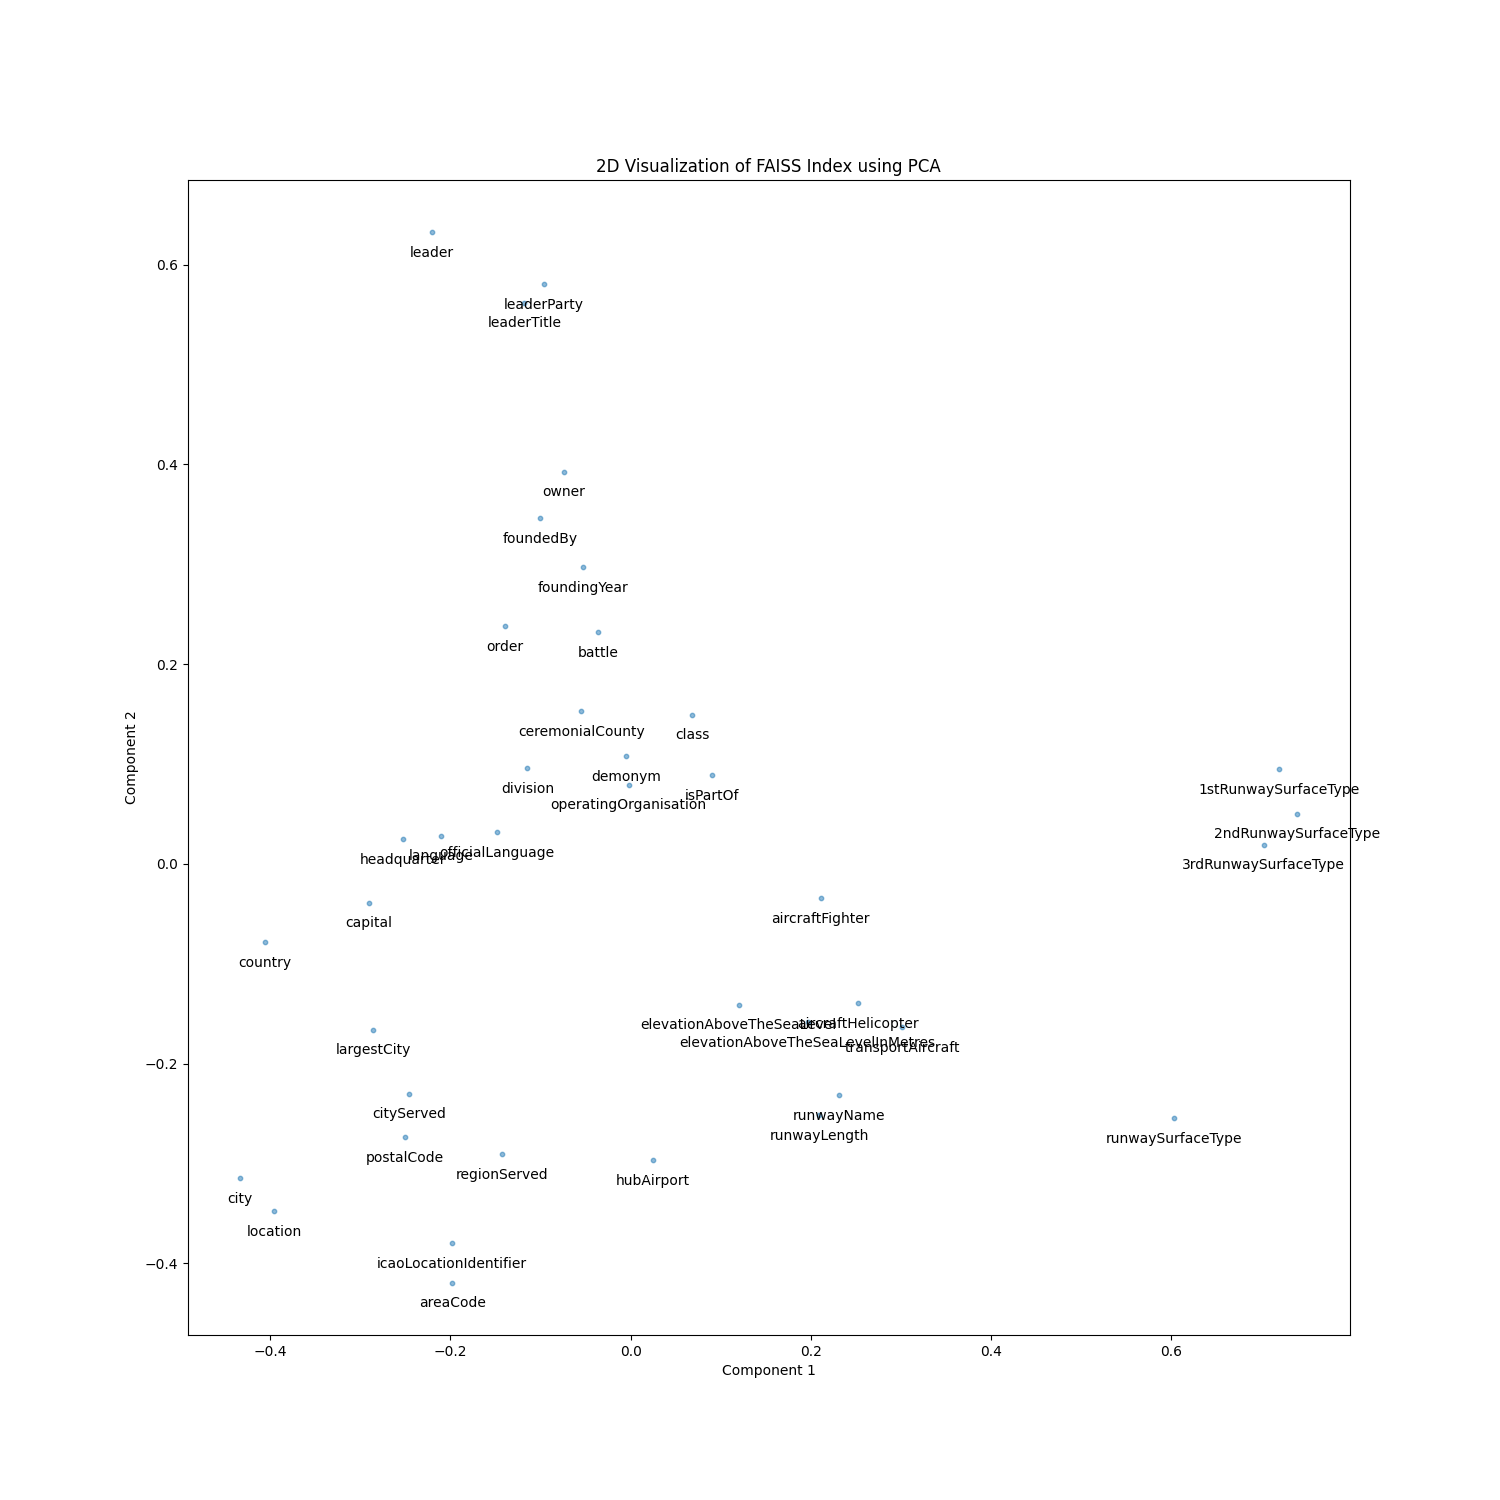 2D Visualization of FAISS Index using PCA
leader
0.6
leaderParty
leaderTitle
0.4
owner
foundedBy
foundingYear
order
battle
0.2
ceremonialCounty
class
demonym
division
isPartOf
operatingOrganisation
1stRunwaySurfaceType
2ndRunwaySurfaceType
3rdRunwaySurfaceType
headquarter
language
officialLanguage
0.0
capital
aircraftFighter
country
elevationAboveTheSeaLevel
aircraftHelicopter
elevationAboveTheSeaLevelInMetres
transportAircraft
largestCity
−0.2
cityServed
runwayName
runwayLength
runwaySurfaceType
postalCode
regionServed
hubAirport
city
location
icaoLocationIdentifier
−0.4
areaCode
Component 2
−0.4 −0.2 0.0 0.2 0.4 0.6
Component 1